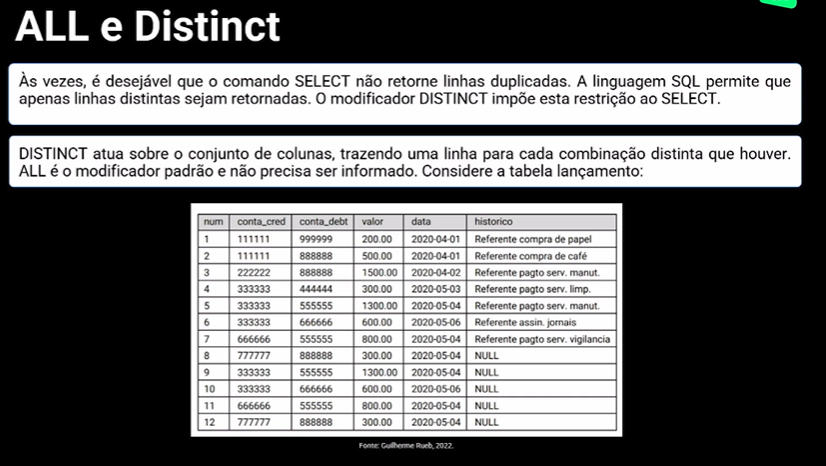 ALL e Distinct
Às vezes, é desejável que o comando SELECT não retorne linhas duplicadas. A linguagem SQL permite que
apenas linhas distintas sejam retornadas. O modificador DISTINCT impõe esta restrição ao SELECT.
DISTINCT atua sobre o conjunto de colunas, trazendo uma linha para cada combinação distinta que houver.
ALL é o modificador padrão e não precisa ser informado. Considere a tabela lançamento:
num conta_cred conta_debt valor data historico
1 111111 999999 200.00 2020-04-01 Referente compra de papel
2 111111 888888 500.00 2020-04-01 Referente compra de café
3 222222 888888 1500.00 2020-04-02 Referente pagto serv. manut.
4 333333 444444 300.00 2020-05-03 Referente pagto serv. limp.
5 333333 555555 1300.00 2020-05-04 Referente pagto serv. manut.
6 333333 666666 600.00 2020-05-06 Referente assin. jornais
7 666666 555555 800.00 2020-05-04 Referente pagto serv. vigilancia
8 777777 888888 300.00 2020-05-04 NULL
9 333333 555555 1300.00 2020-05-04 NULL
10 333333 666666 600.00 2020-05-06 NULL
11 666666 555555 800.00 2020-05-04 NULL
12 777777 888888 300.00 2020-05-04 NULL
Fonte: Guilherme Rueb, 2022.